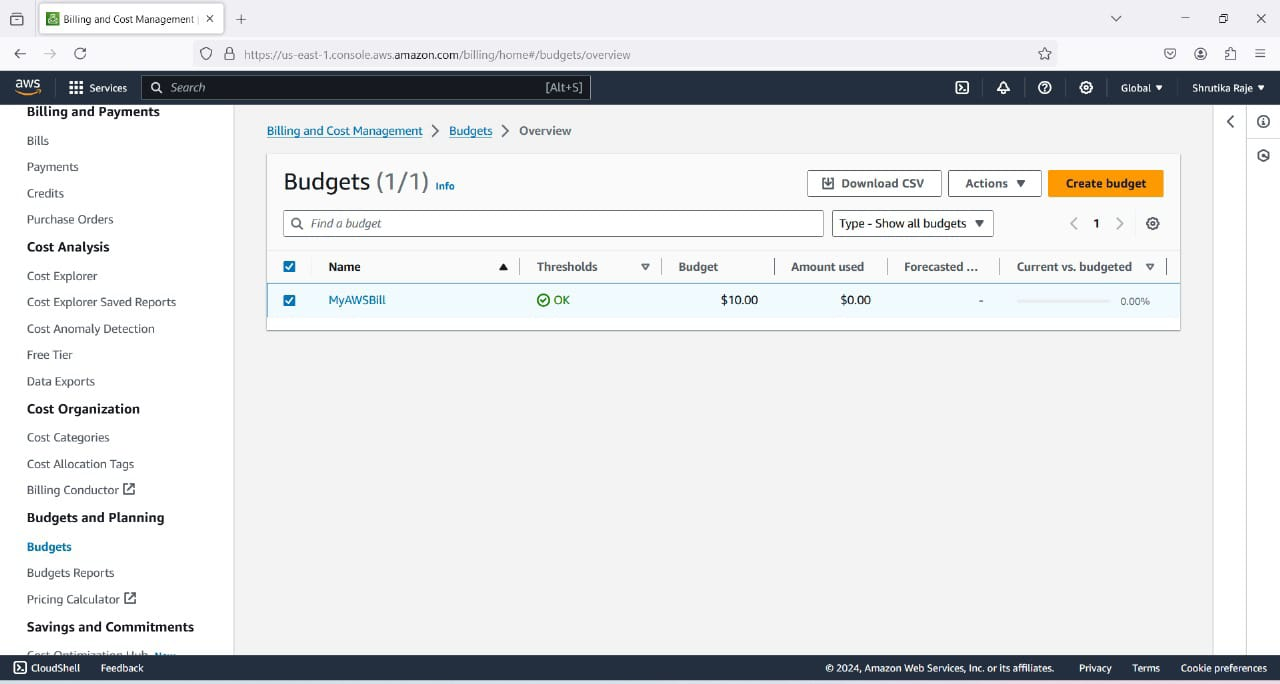 Billing and Cost Management
https://us-east-1.console.aws.amazon.com/billing/home#/budgets/overview
aws Services Search [Alt+S] Global Shrutika Raje
Billing and Payments
Bills
Payments
Credits
Purchase Orders
Cost Analysis
Cost Explorer
Cost Explorer Saved Reports
Cost Anomaly Detection
Free Tier
Data Exports
Cost Organization
Cost Categories
Cost Allocation Tags
Billing Conductor
Budgets and Planning
Budgets
Budgets Reports
Pricing Calculator
Savings and Commitments
Cost Optimization Hub New
Billing and Cost Management > Budgets > Overview
Budgets (1/1) Info
Download CSV Actions Create budget
Find a budget Type - Show all budgets 1
Name Thresholds Budget Amount used Forecasted ... Current vs. budgeted
MyAWSBill OK $10.00 $0.00 - 0.00%
CloudShell Feedback © 2024, Amazon Web Services, Inc. or its affiliates. Privacy Terms Cookie preferences